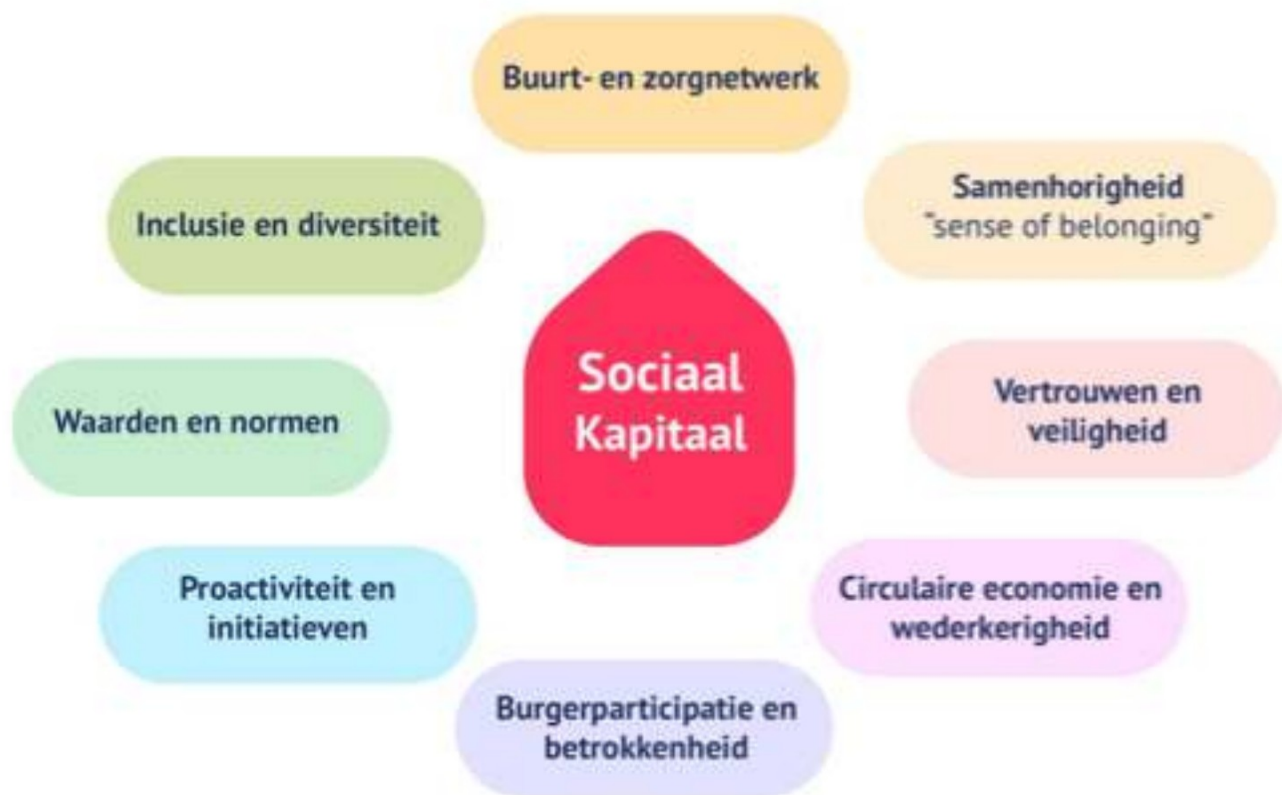 Buurt- en zorgnetwerk
Samenhorigheid
"sense of belonging"
Inclusie en diversiteit
Sociaal
Kapitaal
Vertrouwen en
veiligheid
Waarden en normen
Circulaire economie en
wederkerigheid
Proactiviteit en
initiatieven
Burgerparticipatie en
betrokkenheid